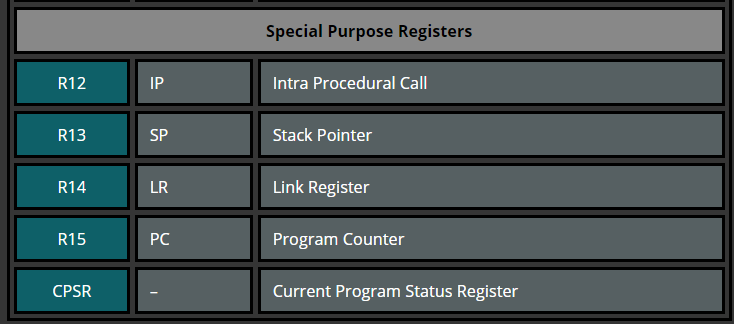 Special Purpose Registers
R12 IP Intra Procedural Call
R13 SP Stack Pointer
R14 LR Link Register
R15 PC Program Counter
CPSR – Current Program Status Register